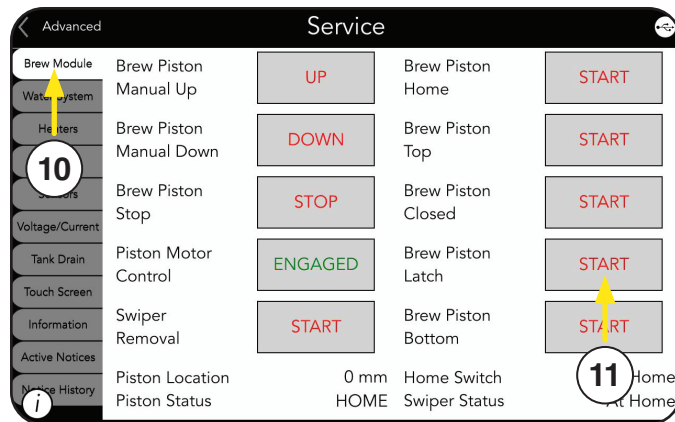 Advanced
Service
Brew Module
Water System
Heaters
10
Sensors
Voltage/Current
Tank Drain
Touch Screen
Information
Active Notices
Notice History
i
Brew Piston
Manual Up
UP
Brew Piston
Home
START
Brew Piston
Manual Down
DOWN
Brew Piston
Top
START
Brew Piston
Stop
STOP
Brew Piston
Closed
START
Piston Motor
Control
ENGAGED
Brew Piston
Latch
START
Swiper
Removal
START
Brew Piston
Bottom
START
Piston Location
0 mm
Home Switch
11
Home
Piston Status
HOME
Swiper Status
At Home